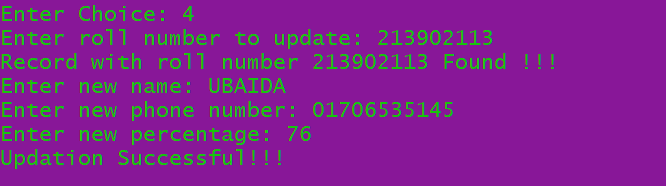 Enter Choice: 4
Enter roll number to update: 213902113
Record with roll number 213902113 Found !!!
Enter new name: UBAIDA
Enter new phone number: 01706535145
Enter new percentage: 76
Updation Successful!!!